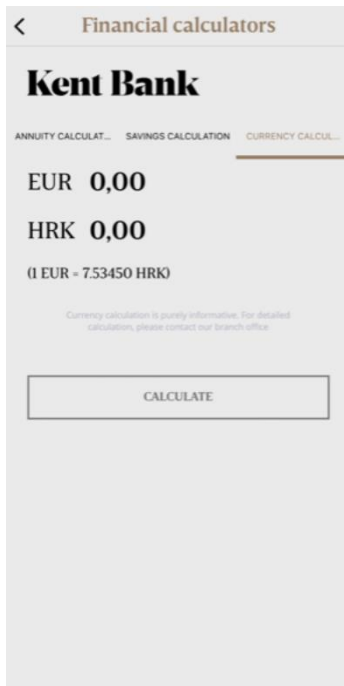 Financial calculators
Kent Bank
ANNUITY CALCULAT... SAVINGS CALCULATION CURRENCY CALCUL...
EUR 0,00
HRK 0,00
(1 EUR = 7.53450 HRK)
Currency calculation is purely informative. For detailed
calculation, please contact our branch office
CALCULATE